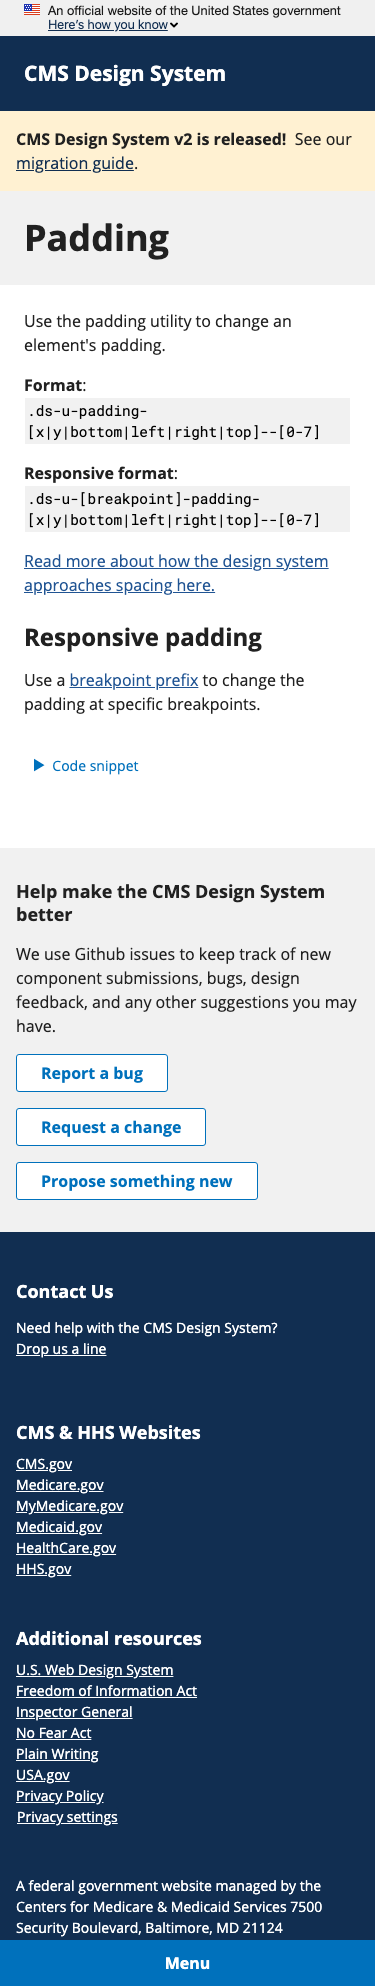 An official website of the United States government
Here's how you know
CMS Design System
CMS Design System v2 is released! See our
migration guide.
Padding
Use the padding utility to change an
element's padding.
Format:
.ds-u-padding-
[x|y|bottom|left|right|top]--[0-7]
Responsive format:
.ds-u-[breakpoint]-padding-
[x|y|bottom|left|right|top]--[0-7]
Read more about how the design system
approaches spacing here.
Responsive padding
Use a breakpoint prefix to change the
padding at specific breakpoints.
Code snippet
Help make the CMS Design System
better
We use Github issues to keep track of new
component submissions, bugs, design
feedback, and any other suggestions you may
have.
Report a bug
Request a change
Propose something new
Contact Us
Need help with the CMS Design System?
Drop us a line
CMS & HHS Websites
CMS.gov
Medicare.gov
MyMedicare.gov
Medicaid.gov
HealthCare.gov
HHS.gov
Additional resources
U.S. Web Design System
Freedom of Information Act
Inspector General
No Fear Act
Plain Writing
USA.gov
Privacy Policy
Privacy settings
A federal government website managed by the
Centers for Medicare & Medicaid Services 7500
Security Boulevard, Baltimore, MD 21124
Menu